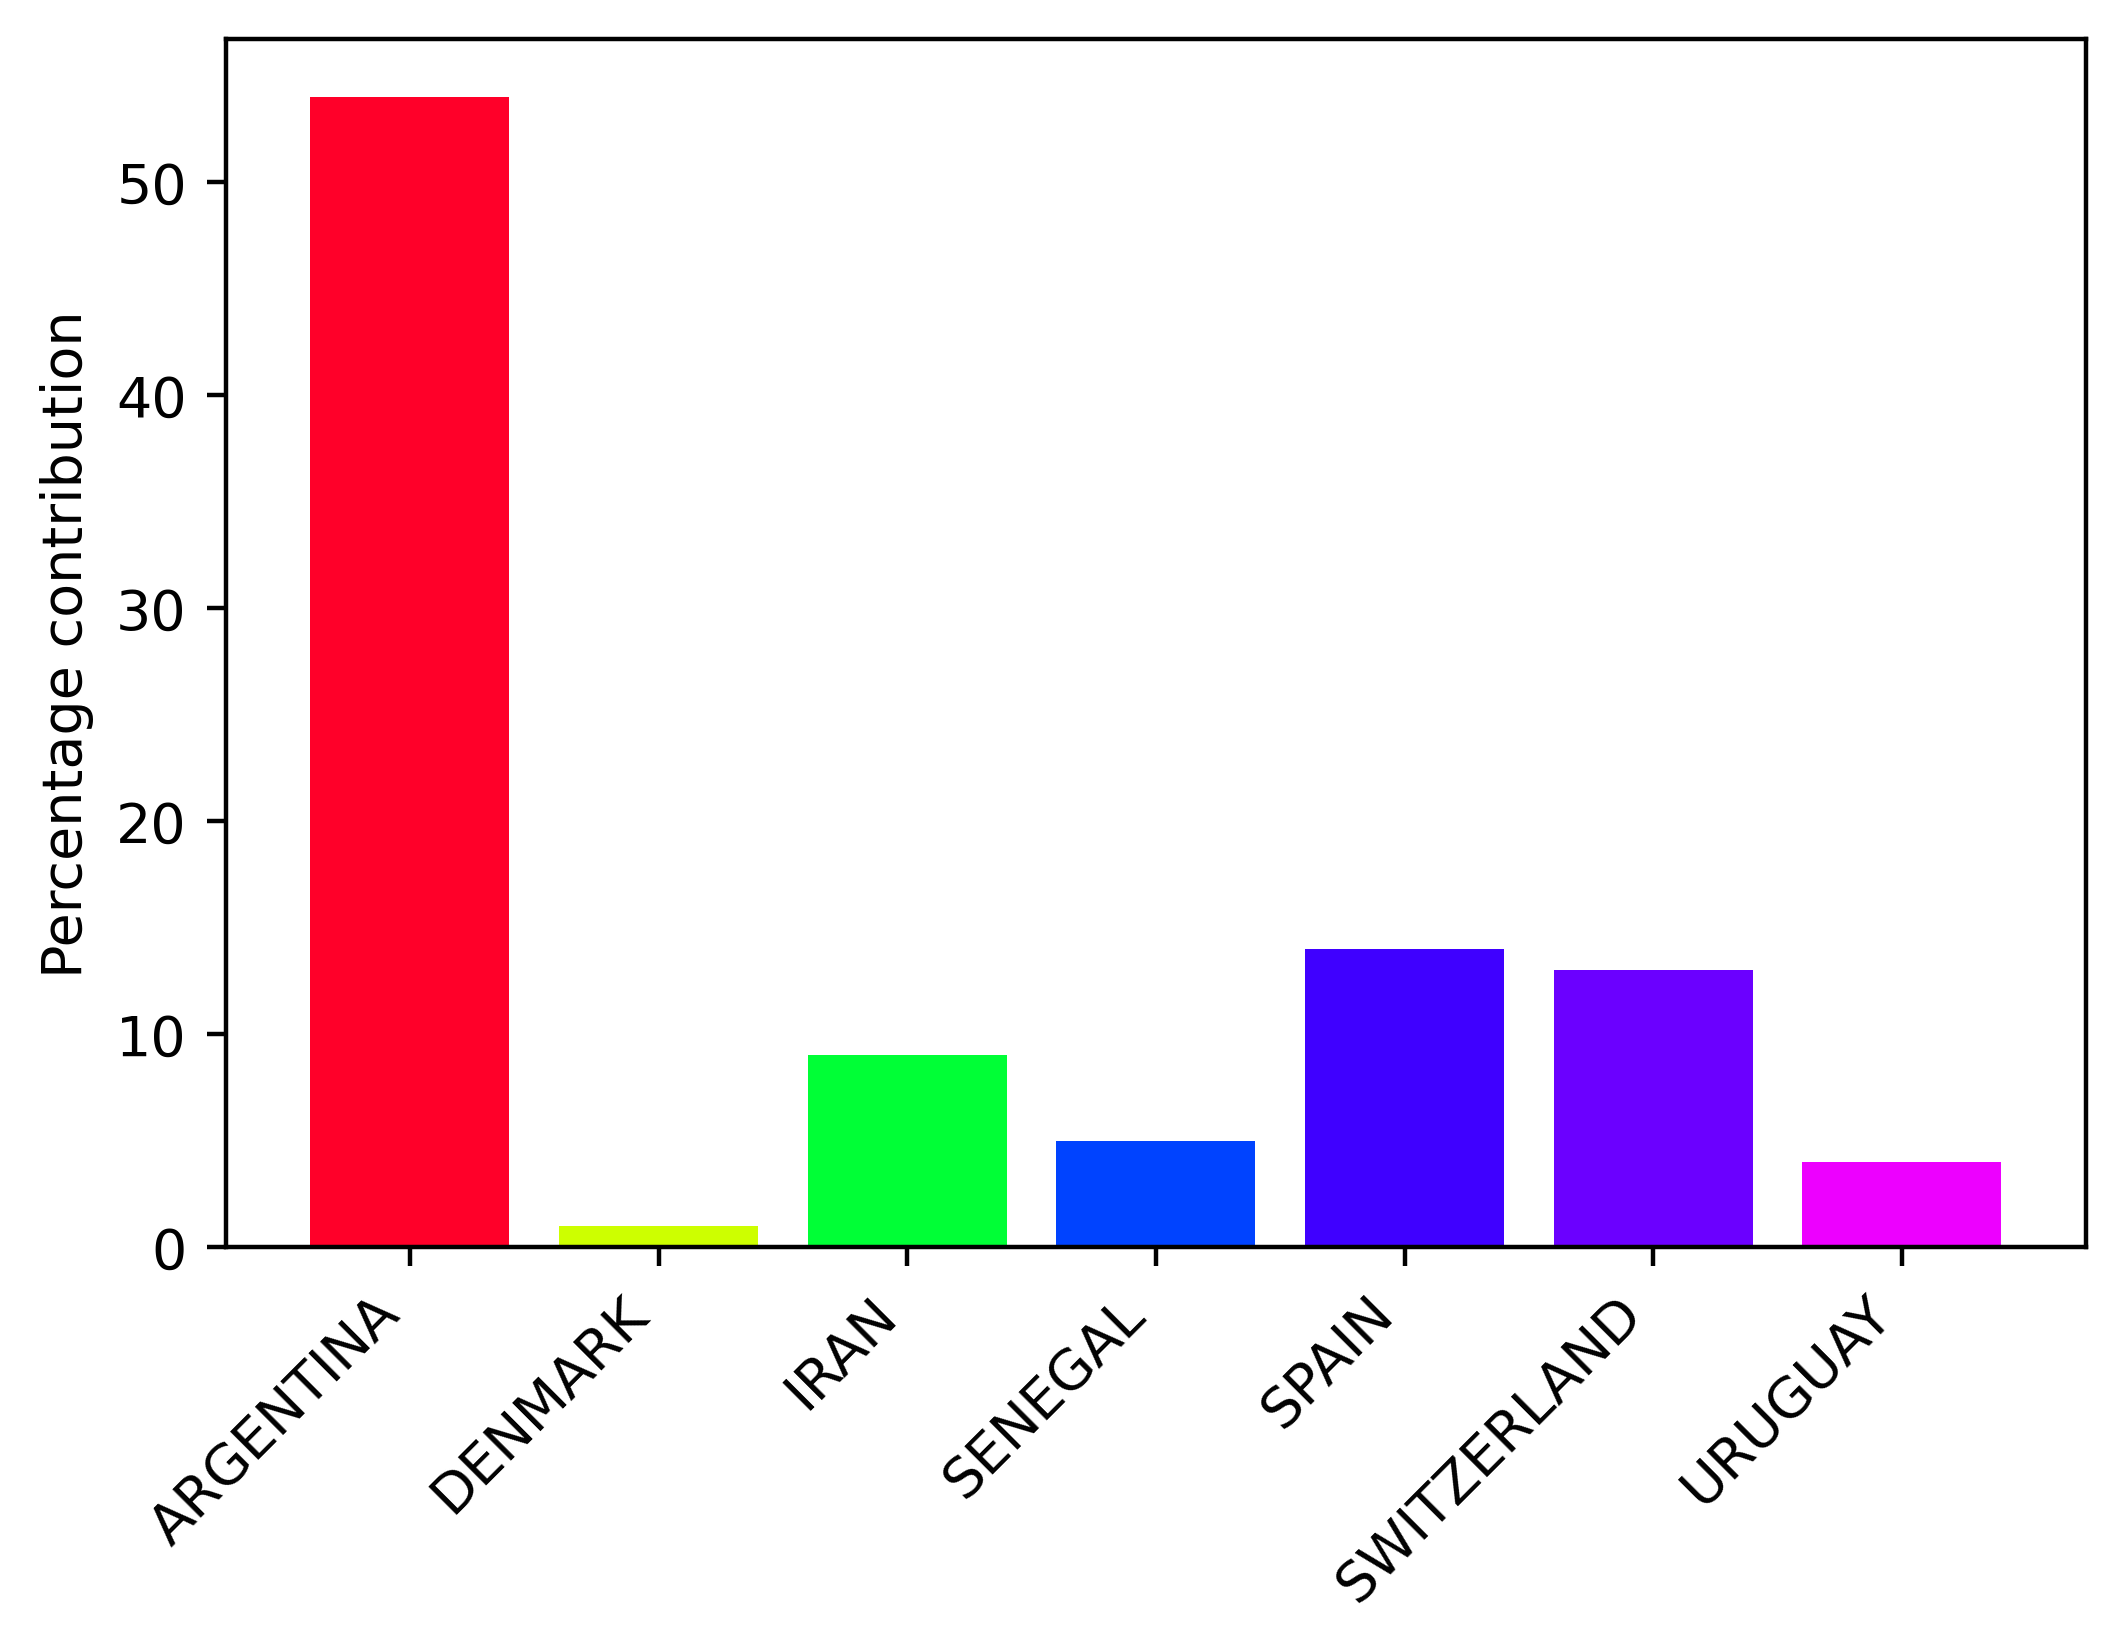 Percentage contribution
50
40
30
20
10
0
ARGENTINA
DENMARK
IRAN
SENEGAL
SPAIN
SWITZERLAND
URUGUAY